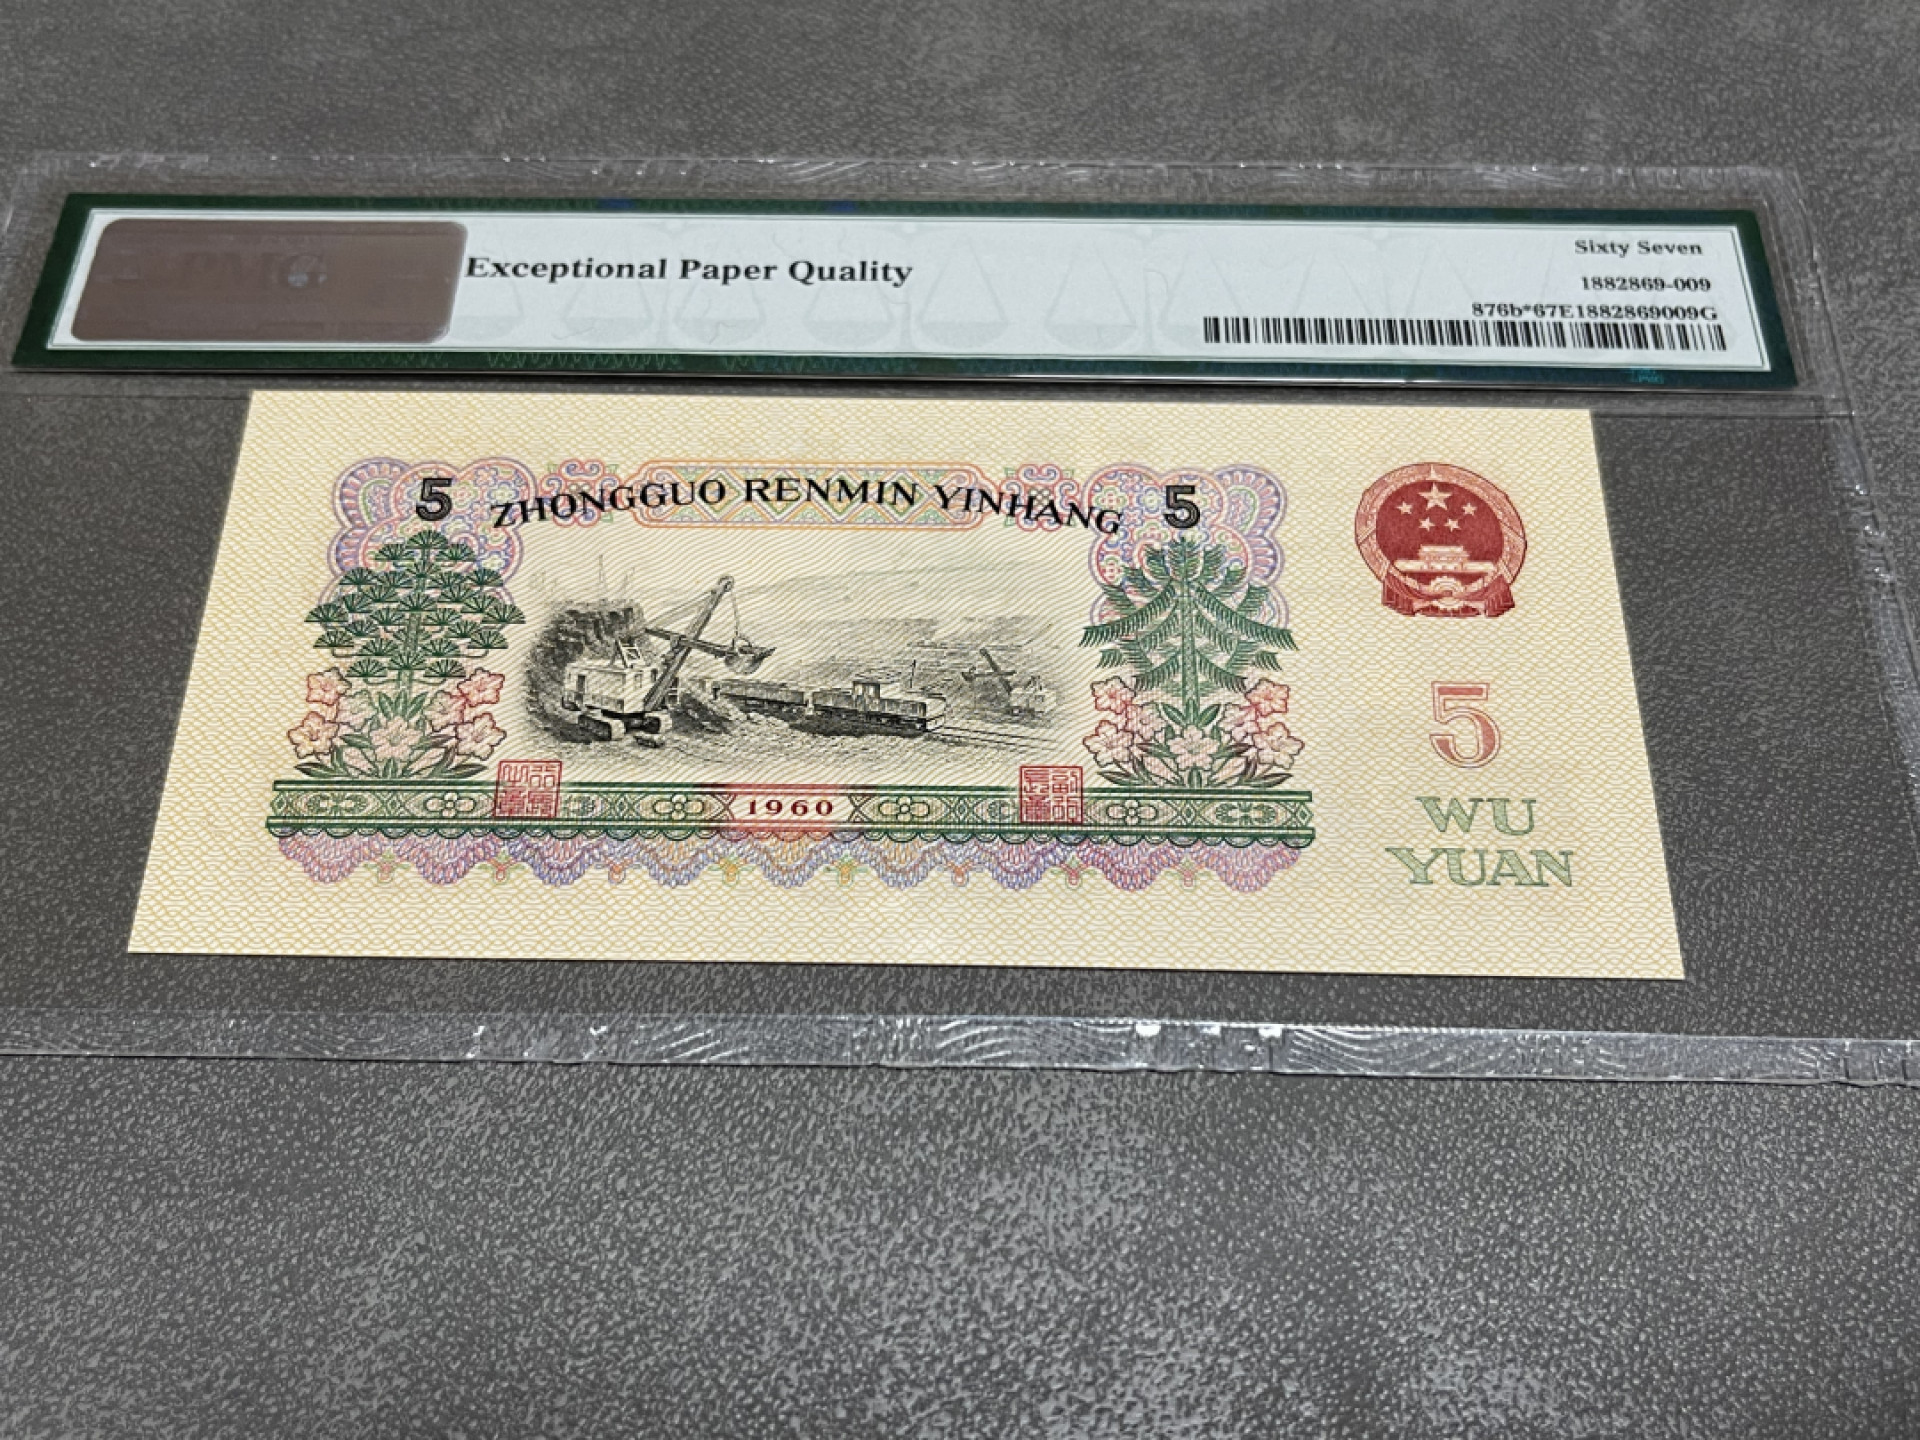 Exceptional Paper Quality
Sixty Seven
1882869-009
876b*67E1882869009G
5 ZHONGGUO RENMIN YINHANG 5
1960
5
WU
YUAN